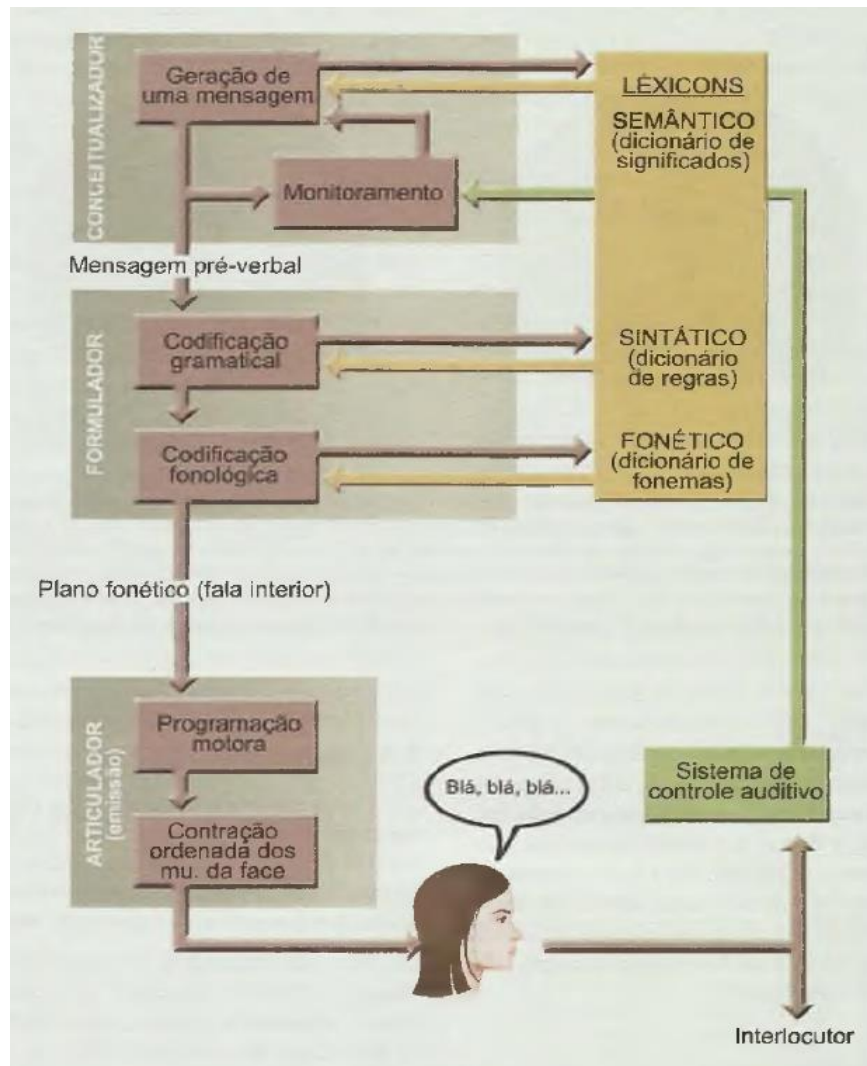 CONCEITUALIZADOR
Geração de
uma mensagem
Monitoramento
LÉXICONS
SEMÂNTICO
(dicionário de
significados)
Mensagem pré-verbal
FORMULADOR
Codificação
gramatical
SINTÁTICO
(dicionário
de regras)
Codificação
fonológica
FONÉTICO
(dicionário de
fonemas)
Plano fonético (fala interior)
ARTICULADOR
(emissão)
Programação
motora
Contração
ordenada dos
mu. da face
Blá, blá, blá...
Sistema de
controle auditivo
Interlocutor